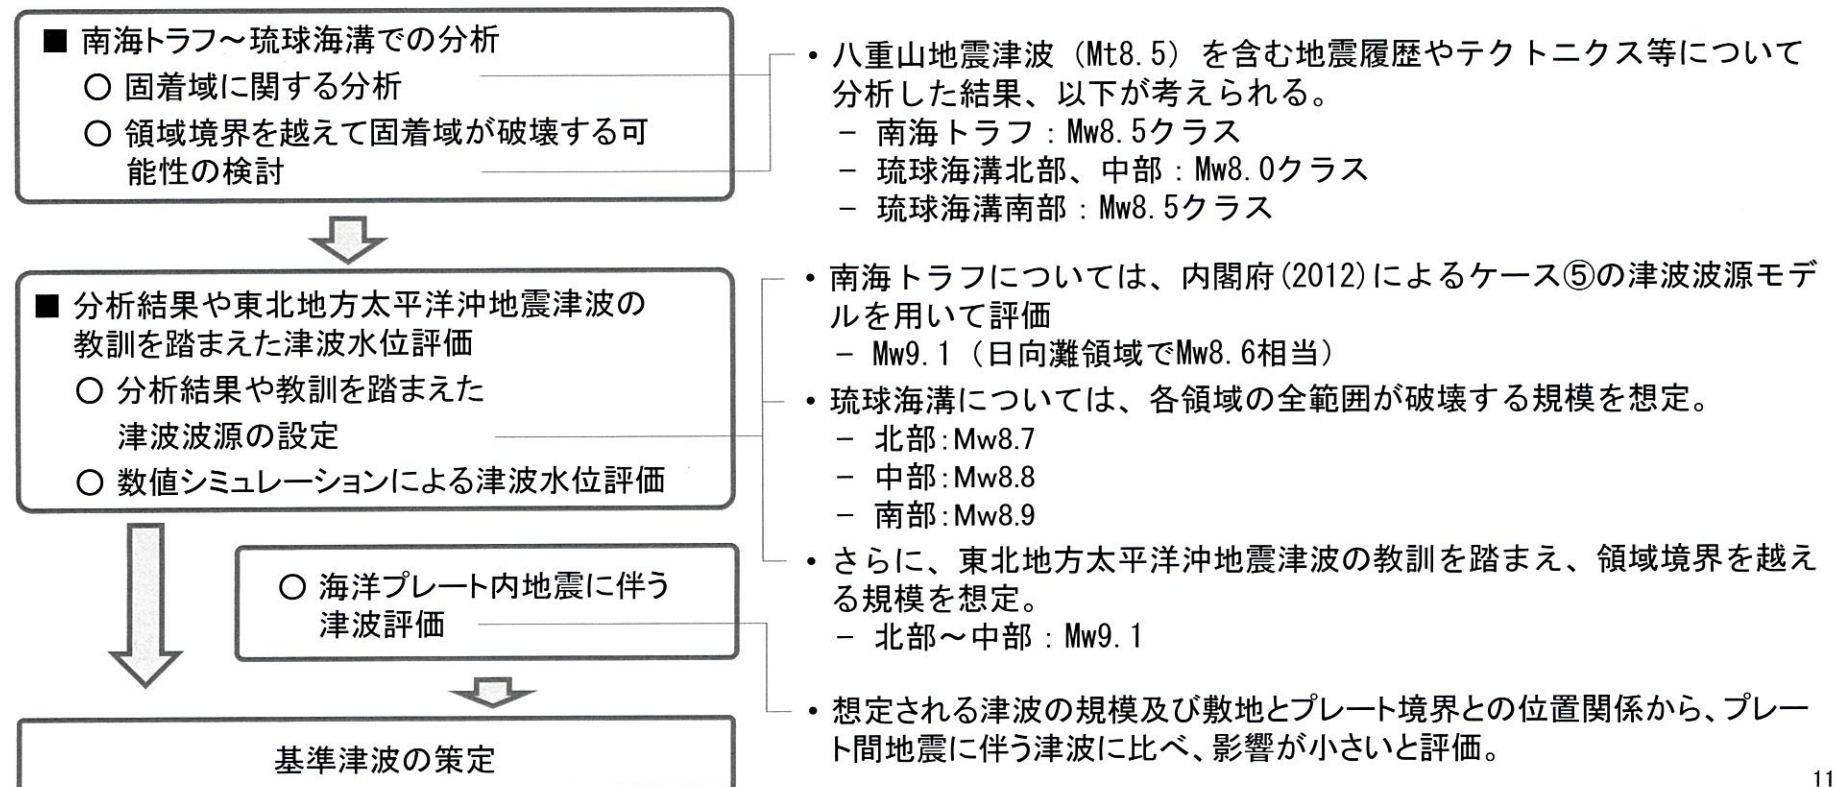 ■ 南海トラフ～琉球海溝での分析
○ 固着域に関する分析
○ 領域境界を越えて固着域が破壊する可
能性の検討
・八重山地震津波（Mt8.5）を含む地震履歴やテクトニクス等について
分析した結果、以下が考えられる。
－ 南海トラフ：Mw8.5クラス
－ 琉球海溝北部、中部：Mw8.0クラス
－ 琉球海溝南部：Mw8.5クラス
■ 分析結果や東北地方太平洋沖地震津波の
教訓を踏まえた津波水位評価
○ 分析結果や教訓を踏まえた
津波波源の設定
○ 数値シミュレーションによる津波水位評価
・南海トラフについては、内閣府(2012)によるケース⑤の津波波源モデ
ルを用いて評価
－ Mw9.1（日向灘領域でMw8.6相当）
・琉球海溝については、各領域の全範囲が破壊する規模を想定。
－ 北部：Mw8.7
－ 中部：Mw8.8
－ 南部：Mw8.9
・さらに、東北地方太平洋沖地震津波の教訓を踏まえ、領域境界を越え
る規模を想定。
－ 北部～中部：Mw9.1
○ 海洋プレート内地震に伴う
津波評価
・想定される津波の規模及び敷地とプレート境界との位置関係から、プレー
ト間地震に伴う津波に比べ、影響が小さいと評価。
基準津波の策定
11